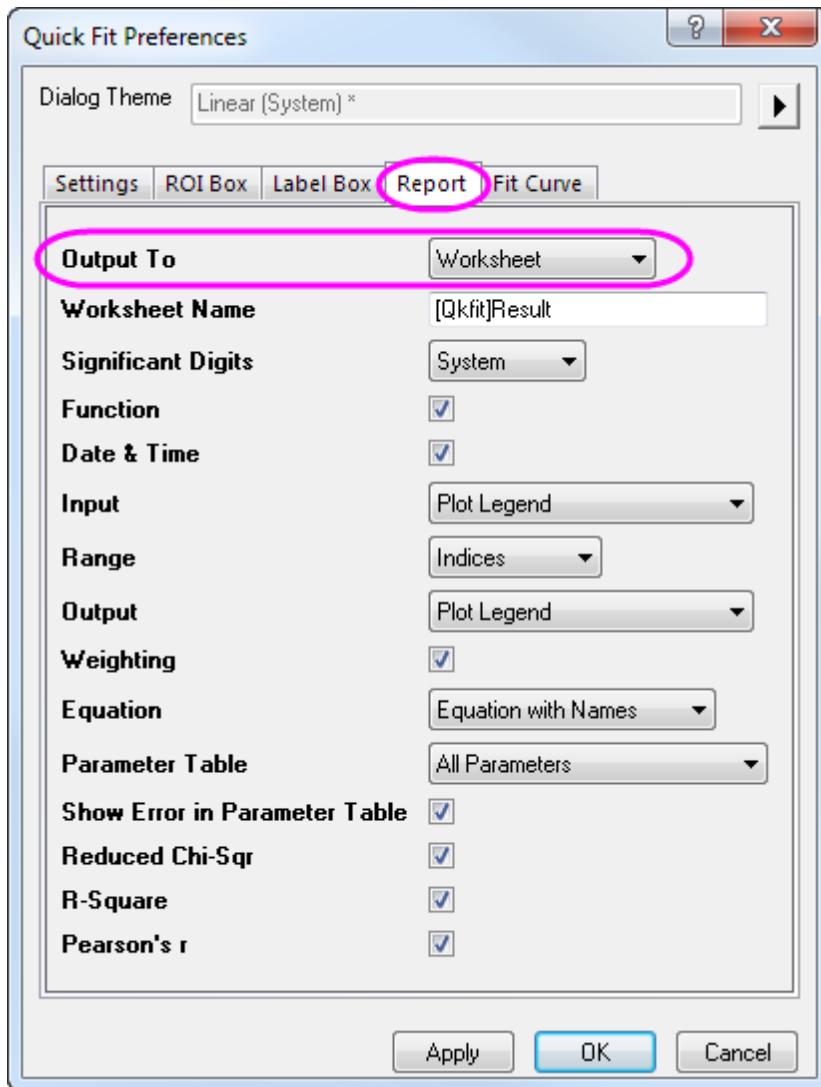 Quick Fit Preferences
Dialog Theme Linear (System) *
Settings ROI Box Label Box Report Fit Curve
Output To Worksheet
Worksheet Name [Qkfit]Result
Significant Digits System
Function
Date & Time
Input Plot Legend
Range Indices
Output Plot Legend
Weighting
Equation Equation with Names
Parameter Table All Parameters
Show Error in Parameter Table
Reduced Chi-Sqr
R-Square
Pearson's r
Apply OK Cancel